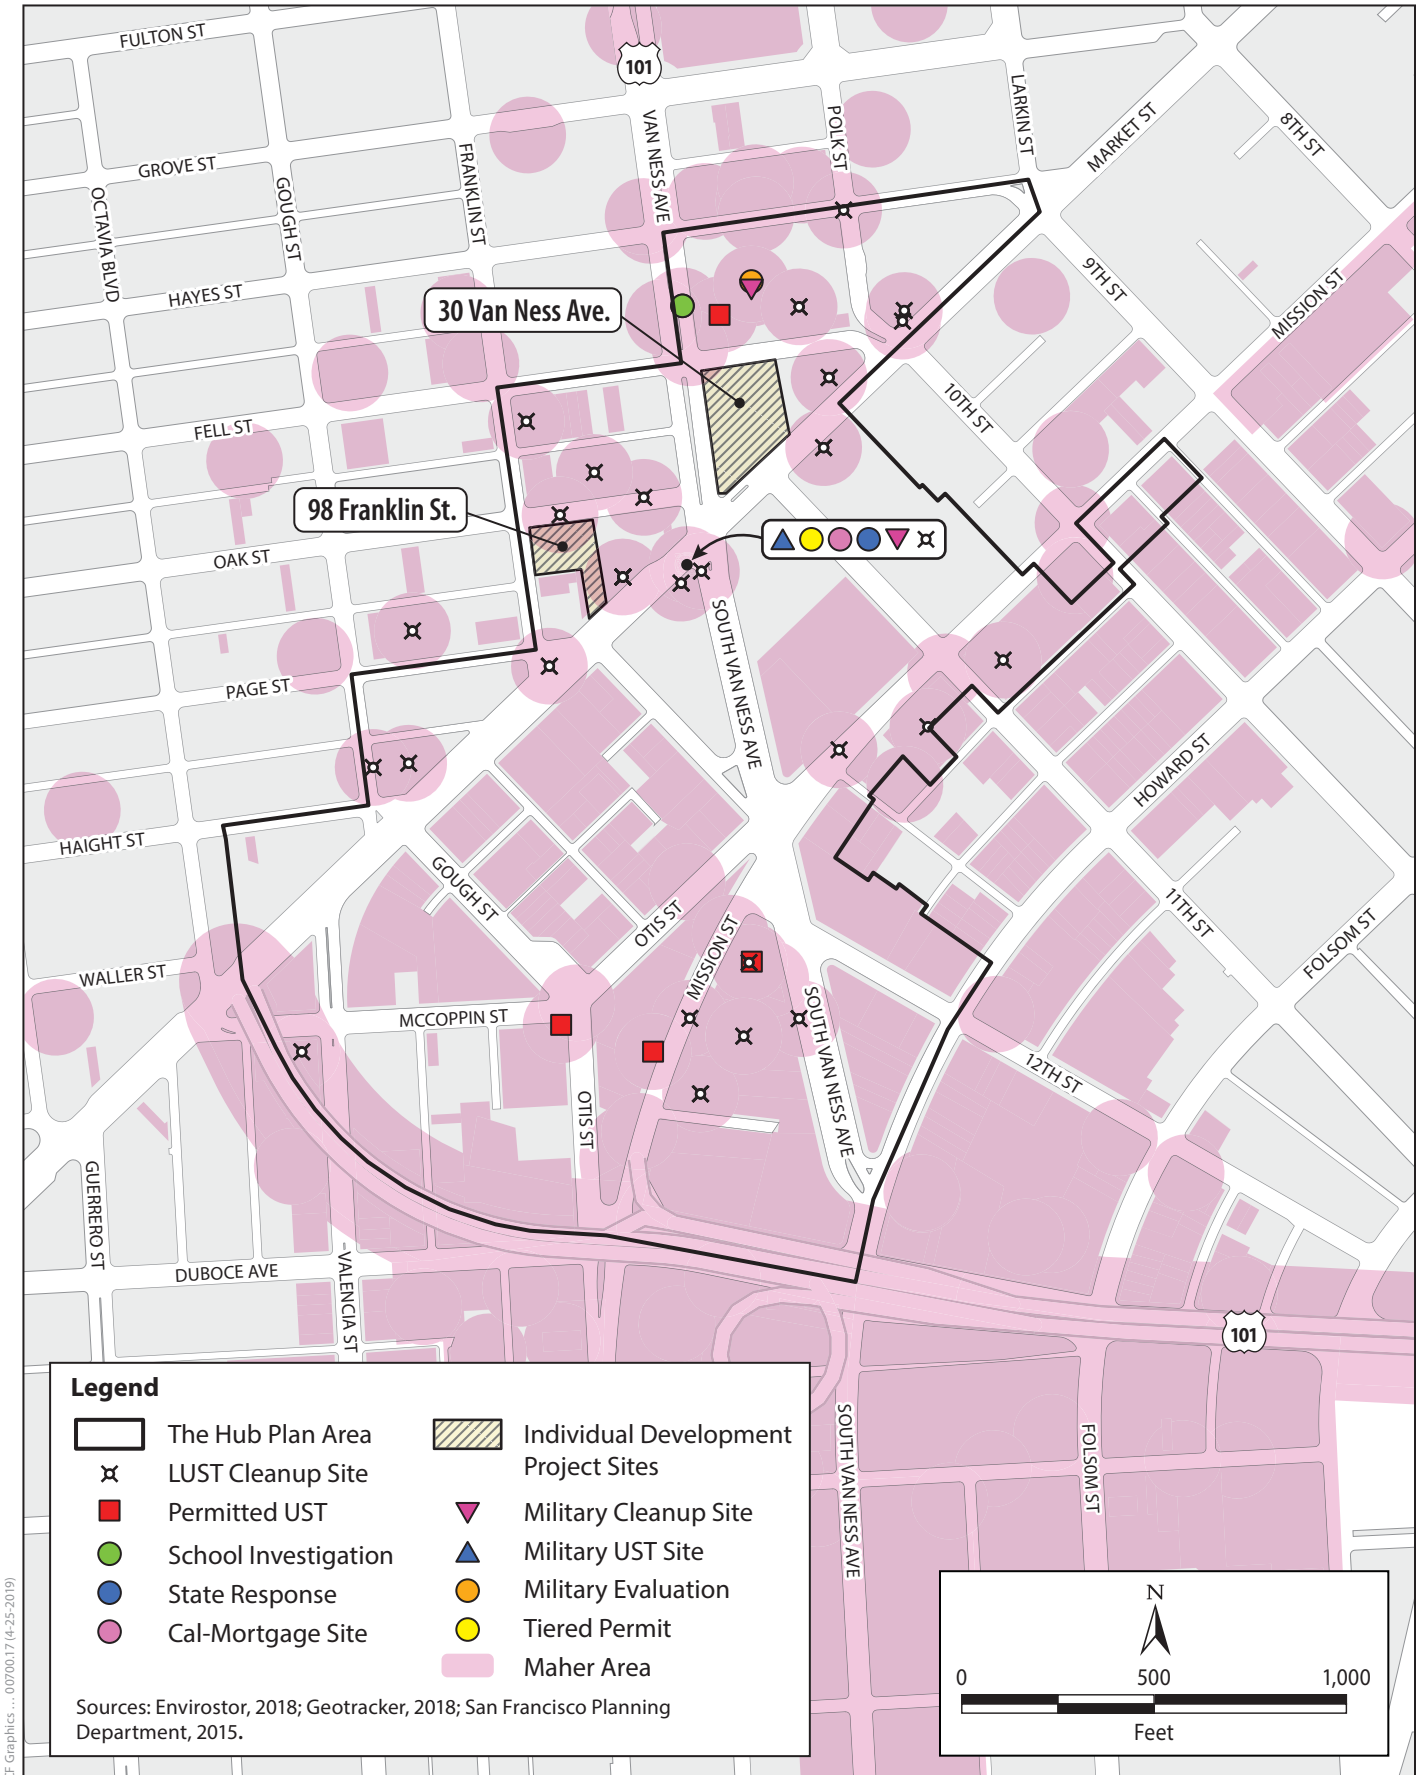 FULTON ST
101
VAN NESS AVE
POLK ST
LARKIN ST
MARKET ST
8TH ST
GROVE ST
FRANKLIN ST
GOUGH ST
OCTAVIA BLVD
HAYES ST
9TH ST
MISSION ST
30 Van Ness Ave.
10TH ST
FELL ST
98 Franklin St.
OAK ST
SOUTH VAN NESS AVE
PAGE ST
HOWARD ST
HAIGHT ST
GOUGH ST
OTIS ST
MISSION ST
11TH ST
FOLSOM ST
WALLER ST
MCCOPPIN ST
SOUTH VAN NESS AVE
12TH ST
OTIS ST
GUERRERO ST
DUBOCE AVE
VALENCIA ST
101
SOUTH VAN NESS AVE
FOLSOM ST
Legend
The Hub Plan Area
LUST Cleanup Site
Permitted UST
School Investigation
State Response
Cal-Mortgage Site
Individual Development
Project Sites
Military Cleanup Site
Military UST Site
Military Evaluation
Tiered Permit
Maher Area
Sources: Envirostor, 2018; Geotracker, 2018; San Francisco Planning
Department, 2015.
N
0 500 1,000
Feet
Graphics ... 00700.17 (4-25-2019)